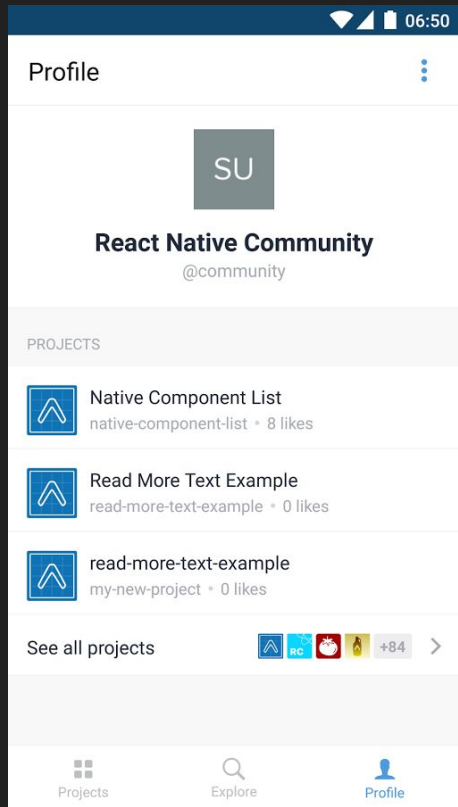 06:50
Profile
SU
React Native Community
@community
PROJECTS
Native Component List
native-component-list • 8 likes
Read More Text Example
read-more-text-example • 0 likes
read-more-text-example
my-new-project • 0 likes
See all projects RC +84
Projects Explore Profile